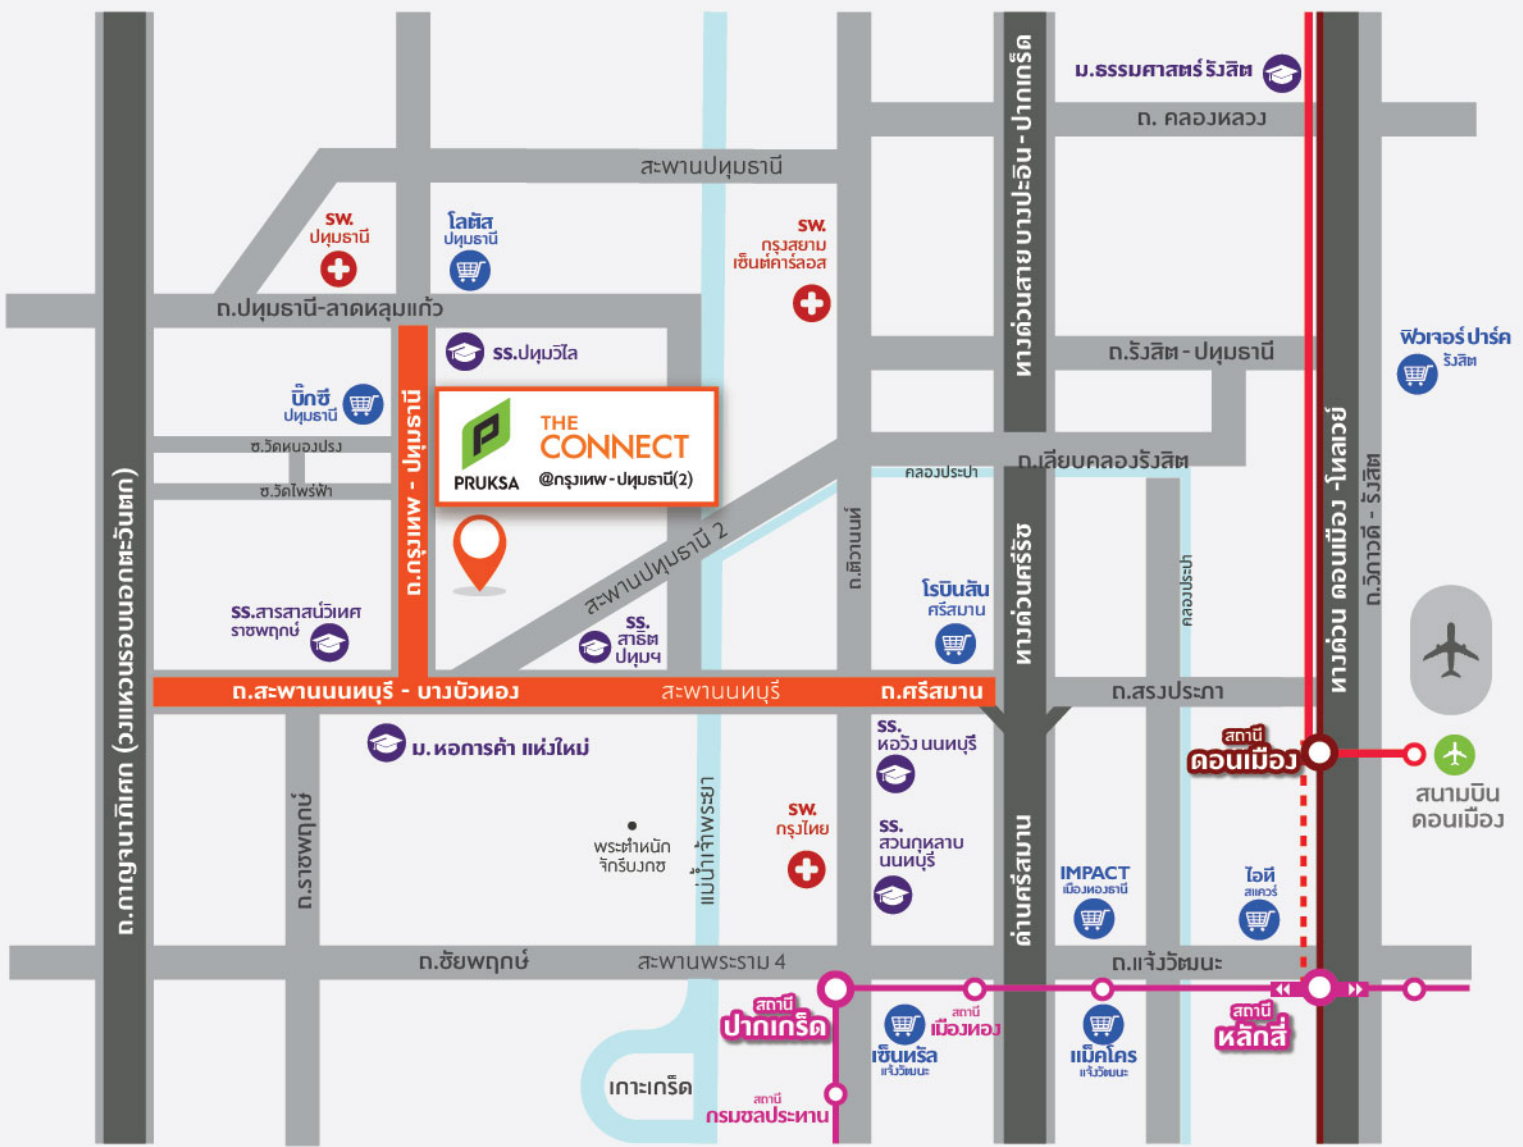 ม.ธรรมศาสตร์ รังสิต
ถ. คลองหลวง
สะพานปทุมธานี
ทางด่วนสายบางปะอิน-ปากเกร็ด
รพ.
ปทุมธานี
โลตัส
ปทุมธานี
รพ.
กรุงสยาม
เซ็นต์คาร์ลอส
ถ.ปทุมธานี-ลาดหลุมแก้ว
รร.ปทุมวิไล
ถ.รังสิต-ปทุมธานี
ฟิวเจอร์ ปาร์ค
รังสิต
บิ๊กซี
ปทุมธานี
ถ.กรุงเทพ - ปทุมธานี
P
PRUKSA
THE
CONNECT
@กรุงเทพ-ปทุมธานี(2)
ซ.วัดหนองปรง
ซ.วัดไพร่ฟ้า
คลองประปา
ถ.เลียบคลองรังสิต
ถ.กาญจนาภิเษก (วงแหวนรอบนอกตะวันตก)
สะพานปทุมธานี 2
ถ.ติวานนท์
ทางด่วนศรีรัช
คลองประปา
ทางด่วน ดอนเมือง-โทลเวย์
ถ.วิภาวดี - รังสิต
รร.สารสาสน์วิเทศ
ราชพฤกษ์
รร.
สาธิต
ปทุมฯ
โรบินสัน
ศรีสมาน
ถ.สะพานนนทบุรี - บางบัวทอง
สะพานนนทบุรี
ถ.ศรีสมาน
ถ.สรงประภา
ม. หอการค้า แห่งใหม่
รร.
หอวัง นนทบุรี
สถานี
ดอนเมือง
สนามบิน
ดอนเมือง
ถ.ราชพฤกษ์
พระตำหนัก
จักรีบงกช
แม่น้ำเจ้าพระยา
รพ.
กรุงไทย
รร.
สวนกุหลาบ
นนทบุรี
ด่านศรีสมาน
IMPACT
เมืองทองธานี
ไอที
สแควร์
ถ.ชัยพฤกษ์
สะพานพระราม 4
ถ.แจ้งวัฒนะ
สถานี
ปากเกร็ด
เซ็นทรัล
แจ้งวัฒนะ
สถานี
เมืองทอง
แม็คโคร
แจ้งวัฒนะ
สถานี
หลักสี่
เกาะเกร็ด
สถานี
กรมชลประทาน